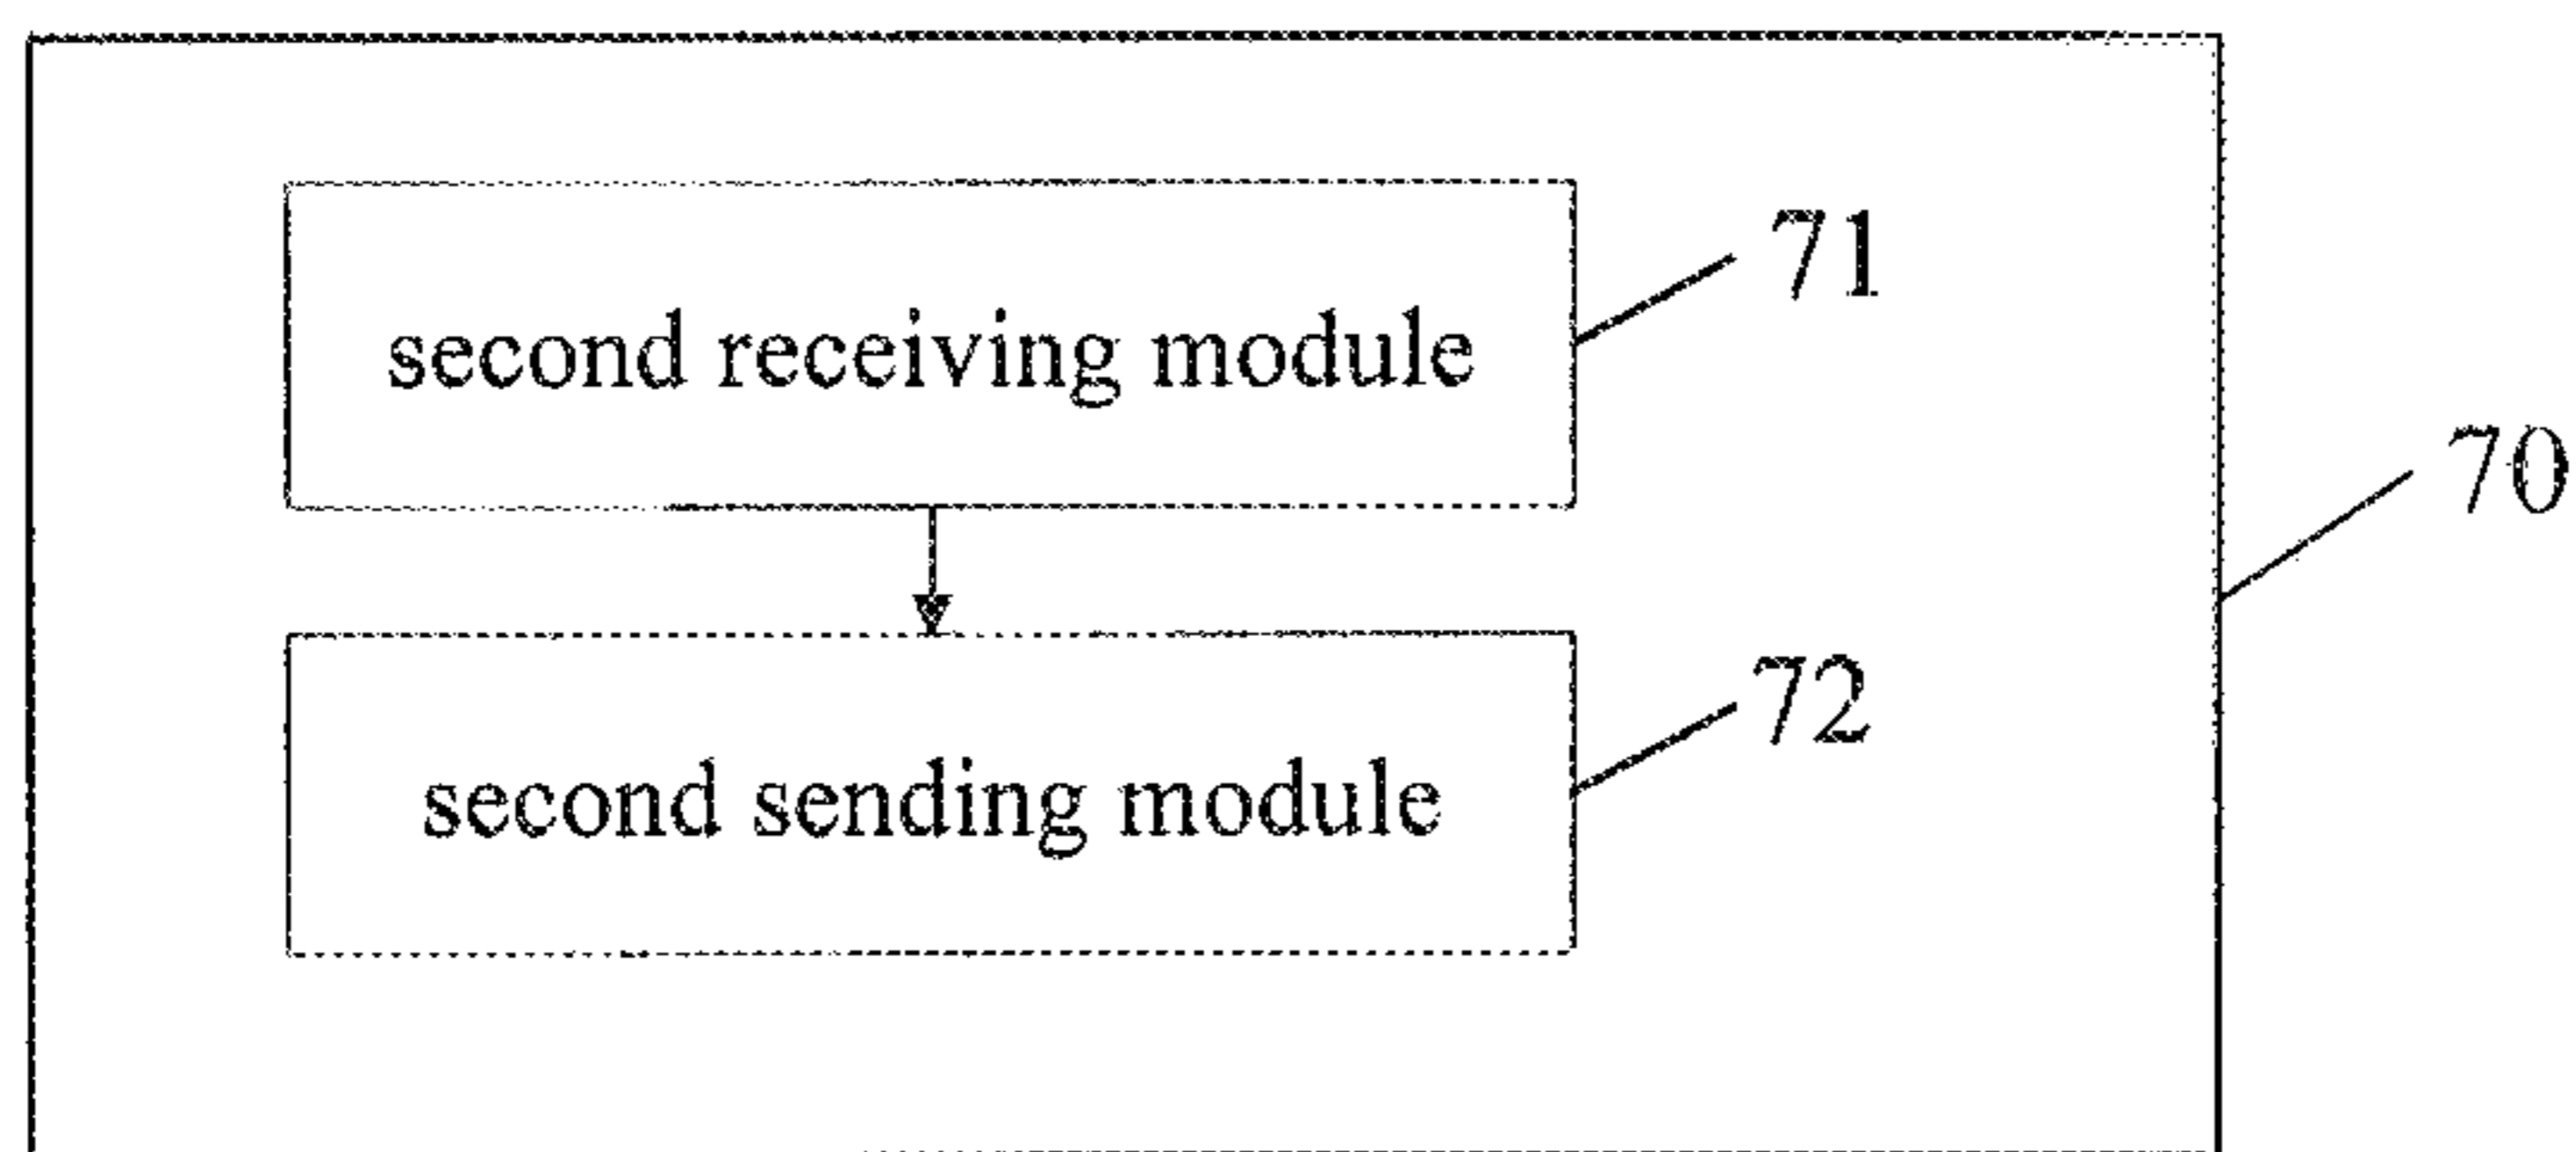 71
second receiving module
70
72
second sending module